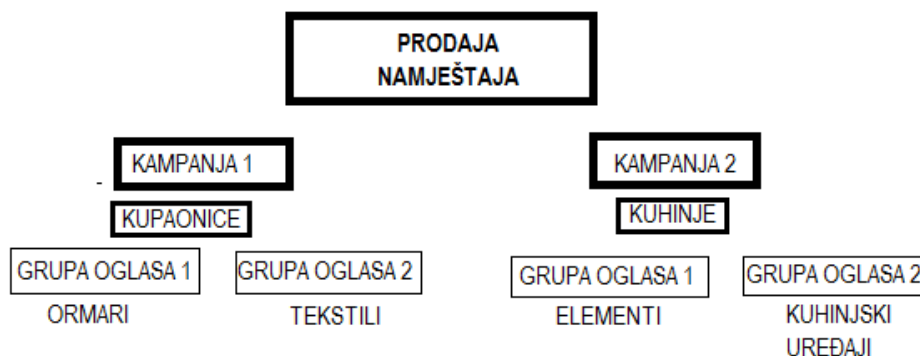 PRODAJA
NAMJEŠTAJA
KAMPANJA 1
KAMPANJA 2
-
KUPAONICE
KUHINJE
GRUPA OGLASA 1
GRUPA OGLASA 2
GRUPA OGLASA 1
GRUPA OGLASA 2
ORMARI
TEKSTILI
ELEMENTI
KUHINJSKI
UREĐAJI